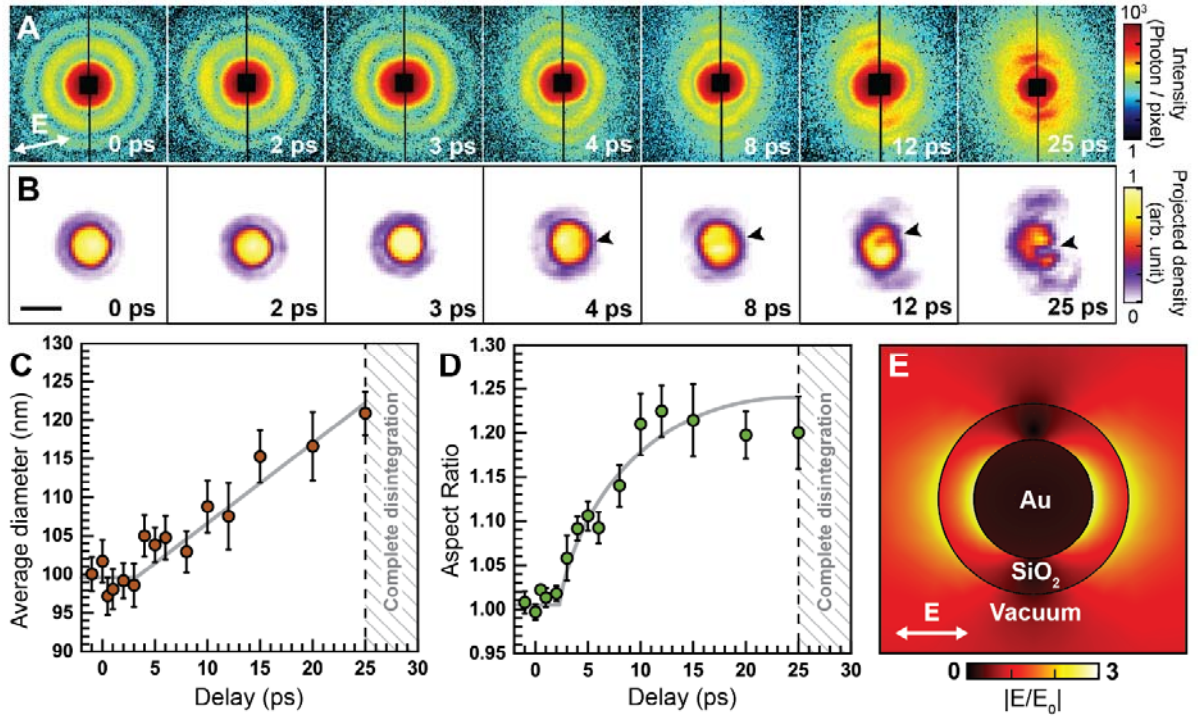 A
E
0 ps
2 ps
3 ps
4 ps
8 ps
12 ps
25 ps
10³
1
Intensity
(Photon / pixel)
B
0 ps
2 ps
3 ps
4 ps
8 ps
12 ps
25 ps
1
0
Projected density
(arb. unit)
C
130
125
120
115
110
105
100
95
90
Average diameter (nm)
0 5 10 15 20 25 30
Delay (ps)
Complete disintegration
D
1.30
1.25
1.20
1.15
1.10
1.05
1.00
0.95
Aspect Ratio
0 5 10 15 20 25 30
Delay (ps)
Complete disintegration
E
Au
SiO₂
Vacuum
E
0 3
|E/E₀|